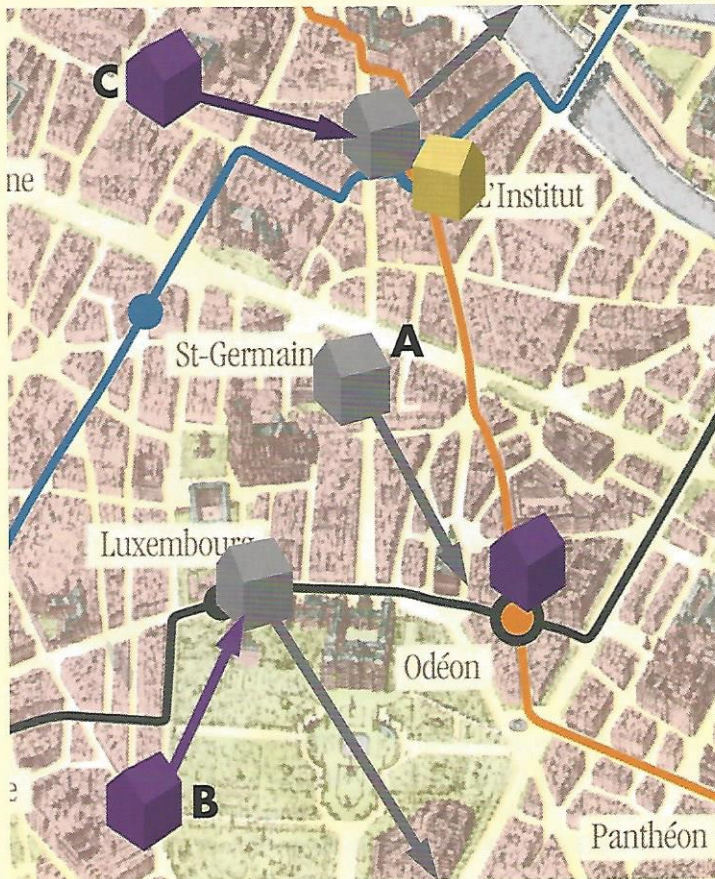 C
ne
L'Institut
A
St-Germain
Luxembourg
Odéon
B
e
Panthéon